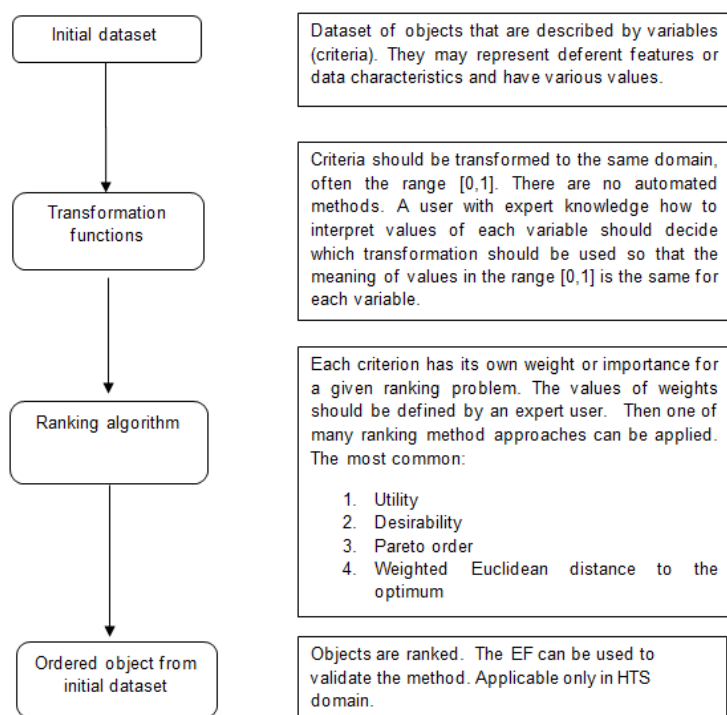 Initial dataset
Dataset of objects that are described by variables
(criteria). They may represent deferent features or
data characteristics and have various values.
Transformation
functions
Criteria should be transformed to the same domain,
often the range [0,1]. There are no automated
methods. A user with expert knowledge how to
interpret values of each variable should decide
which transformation should be used so that the
meaning of values in the range [0,1] is the same for
each variable.
Ranking algorithm
Each criterion has its own weight or importance for
a given ranking problem. The values of weights
should be defined by an expert user. Then one of
many ranking method approaches can be applied.
The most common:
1. Utility
2. Desirability
3. Pareto order
4. Weighted Euclidean distance to the
optimum
Ordered object from
initial dataset
Objects are ranked. The EF can be used to
validate the method. Applicable only in HTS
domain.